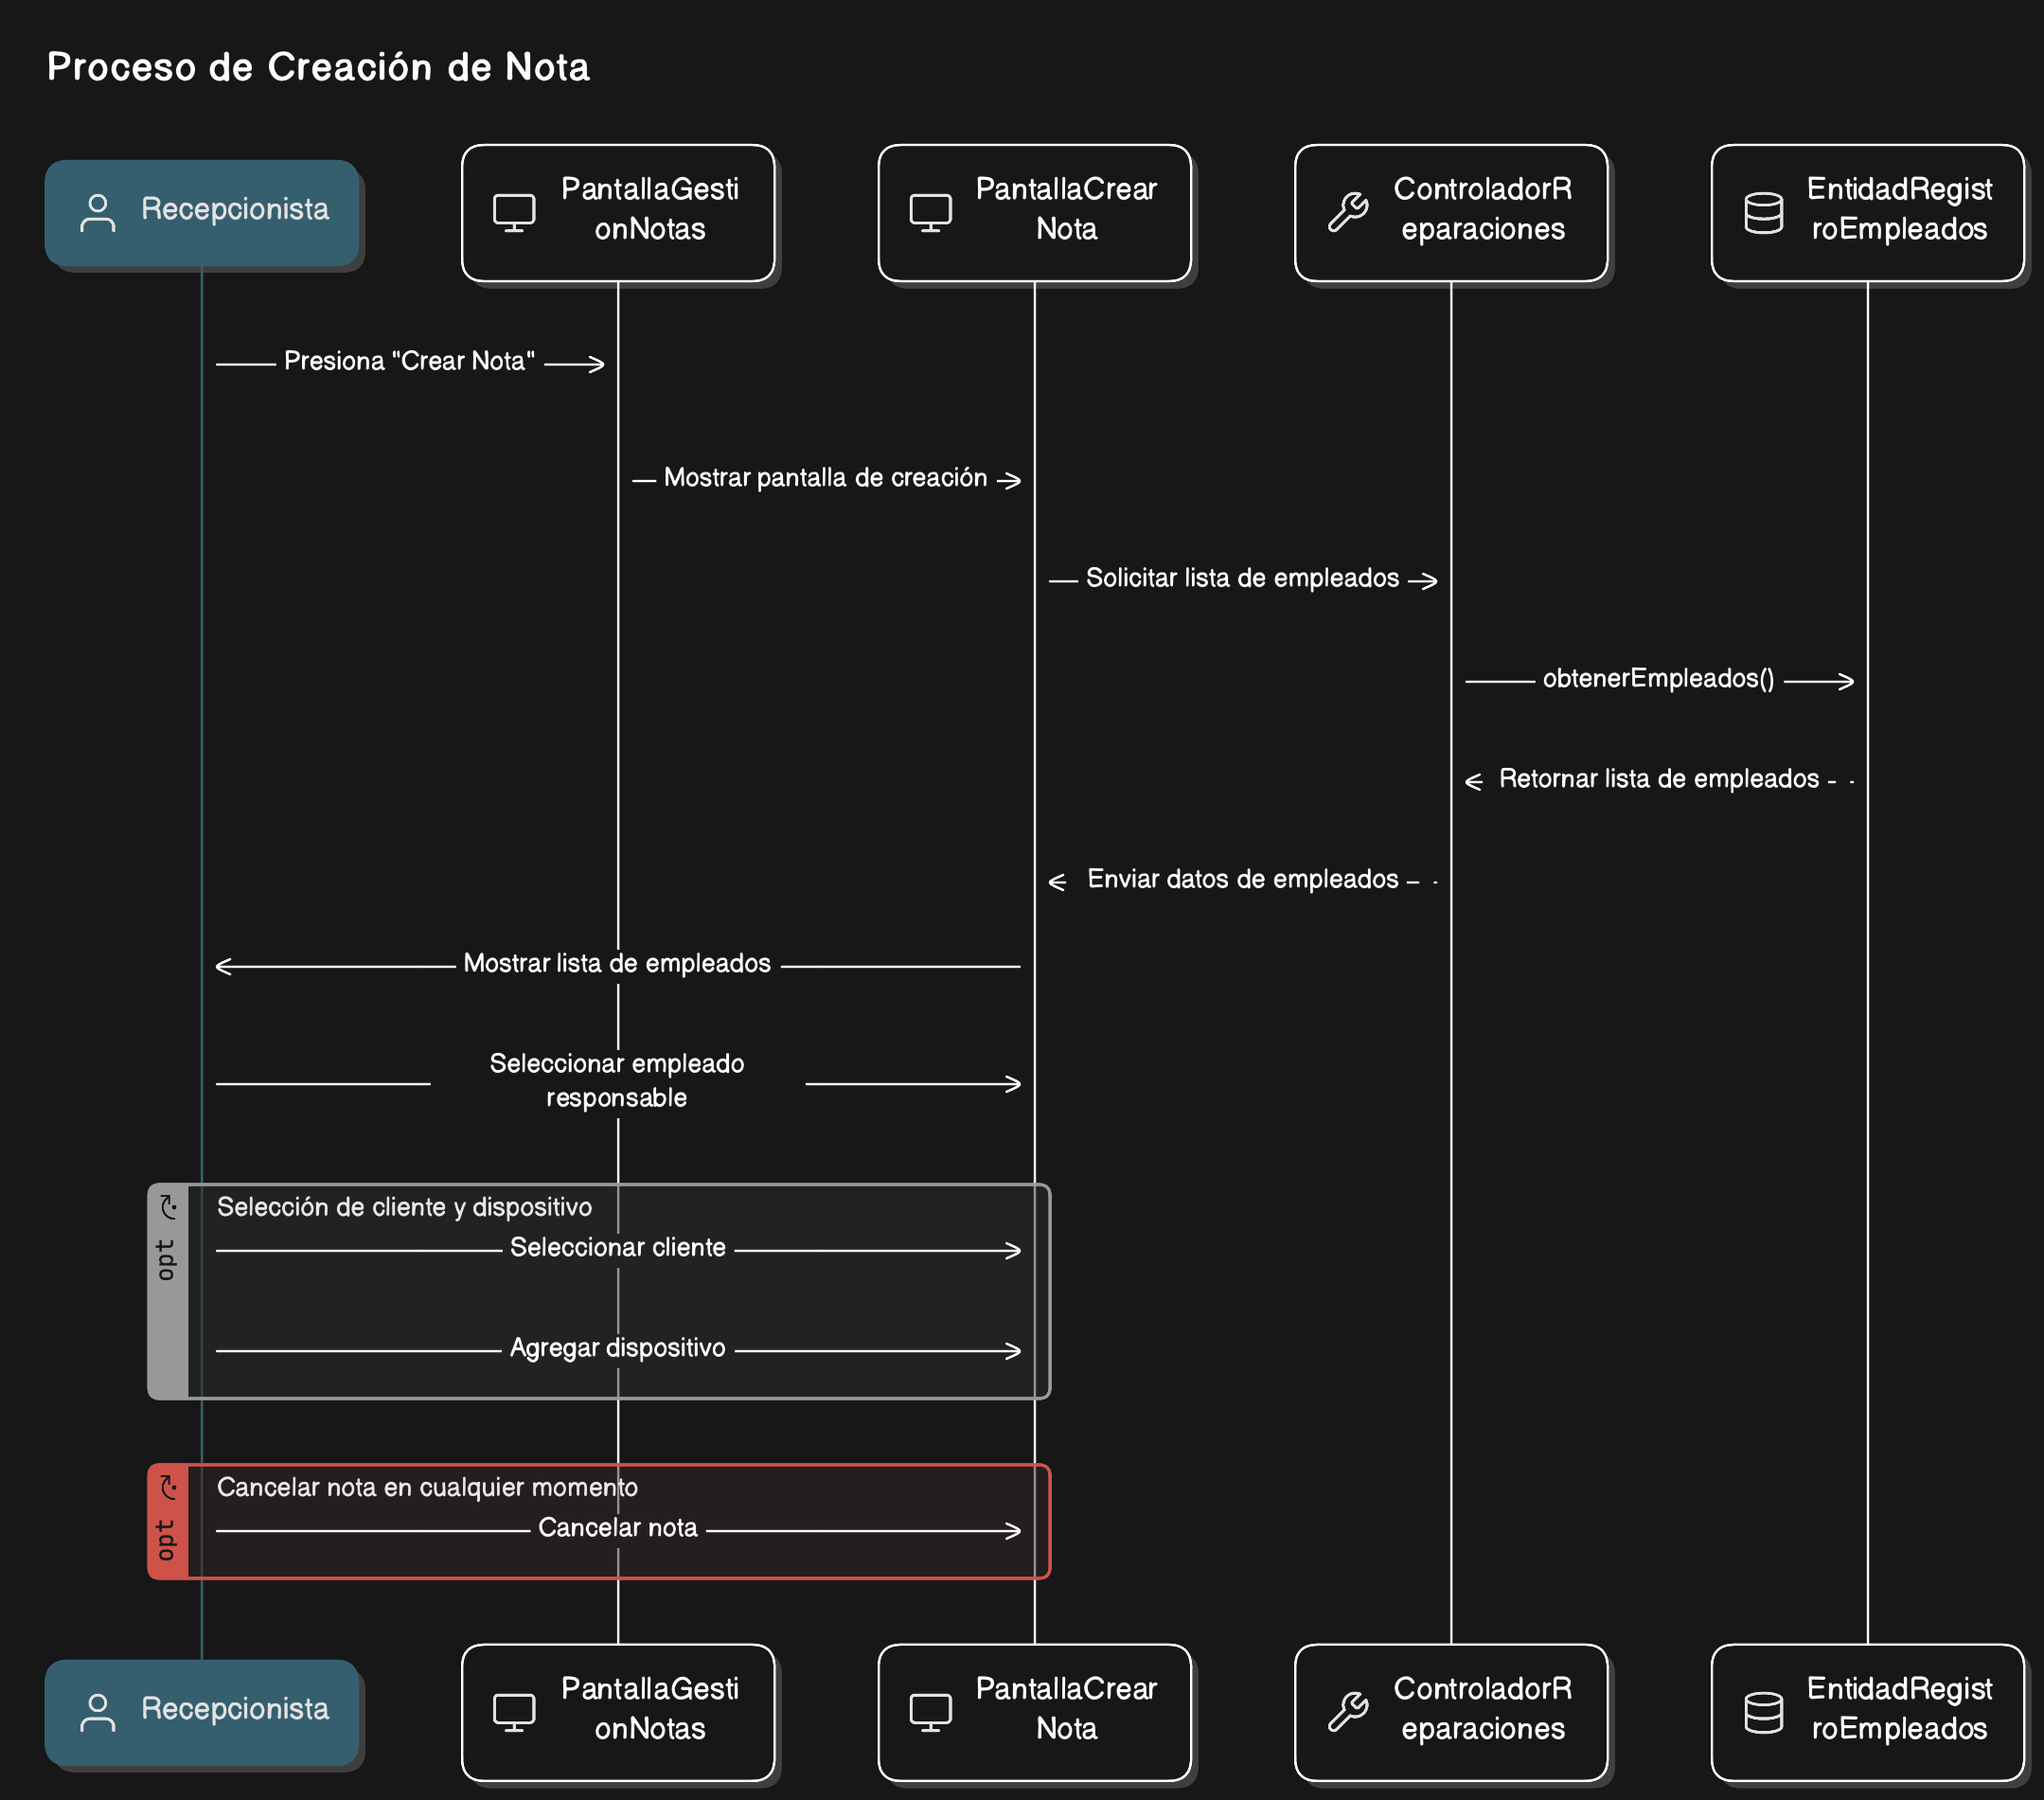 Proceso de Creación de Nota
Recepcionista
PantallaGesti
onNotas
PantallaCrear
Nota
ControladorR
eparaciones
EntidadRegist
roEmpleados
Presiona "Crear Nota"
Mostrar pantalla de creación
Solicitar lista de empleados
obtenerEmpleados()
Retornar lista de empleados
Enviar datos de empleados
Mostrar lista de empleados
Seleccionar empleado
responsable
opt
Selección de cliente y dispositivo
Seleccionar cliente
Agregar dispositivo
opt
Cancelar nota en cualquier momento
Cancelar nota
Recepcionista
PantallaGesti
onNotas
PantallaCrear
Nota
ControladorR
eparaciones
EntidadRegist
roEmpleados